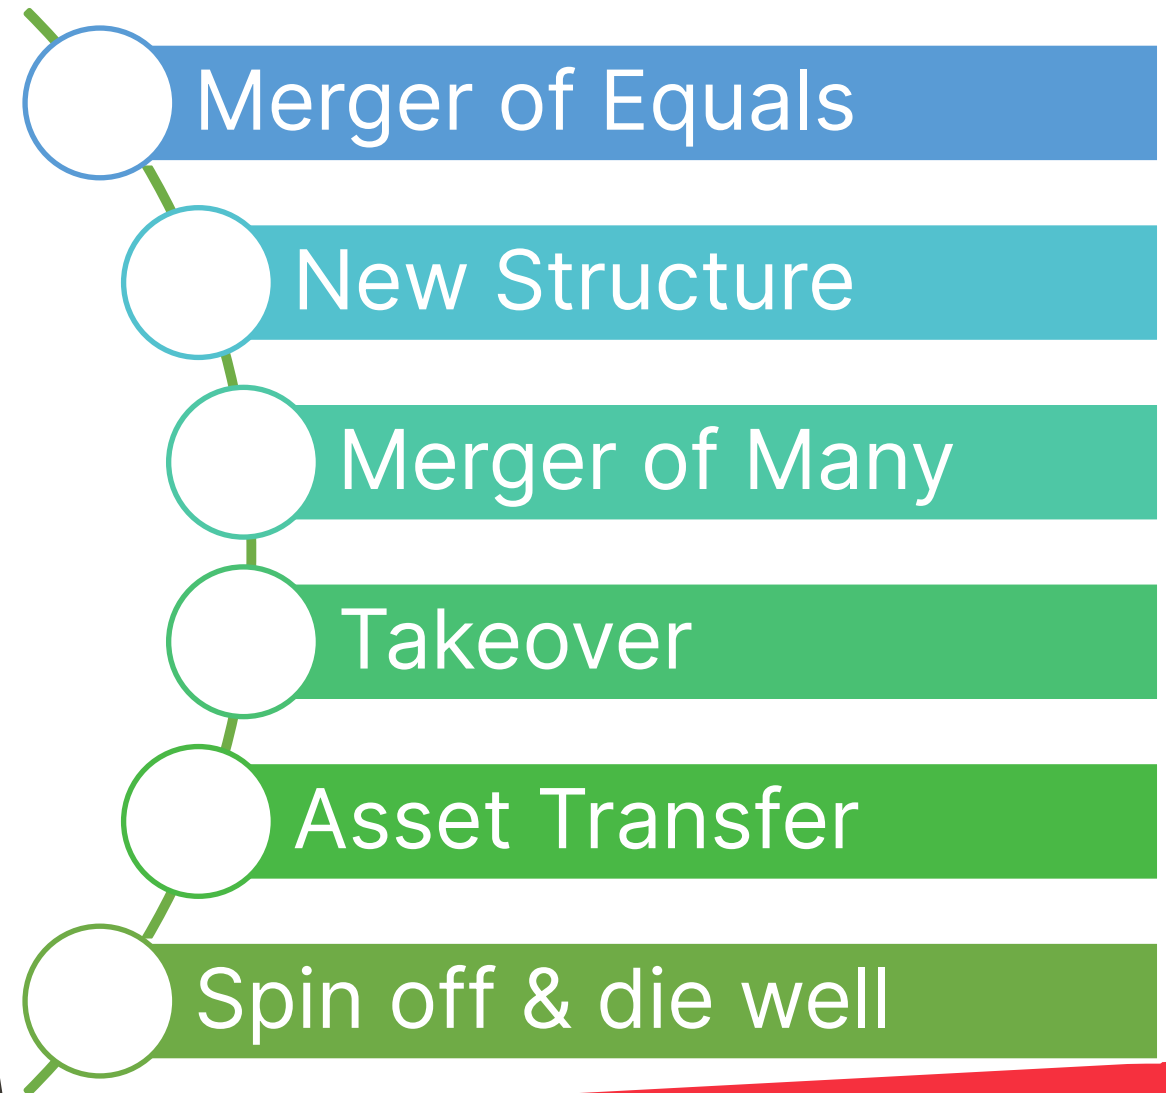 Merger of Equals
New Structure
Merger of Many
Takeover
Asset Transfer
Spin off & die well